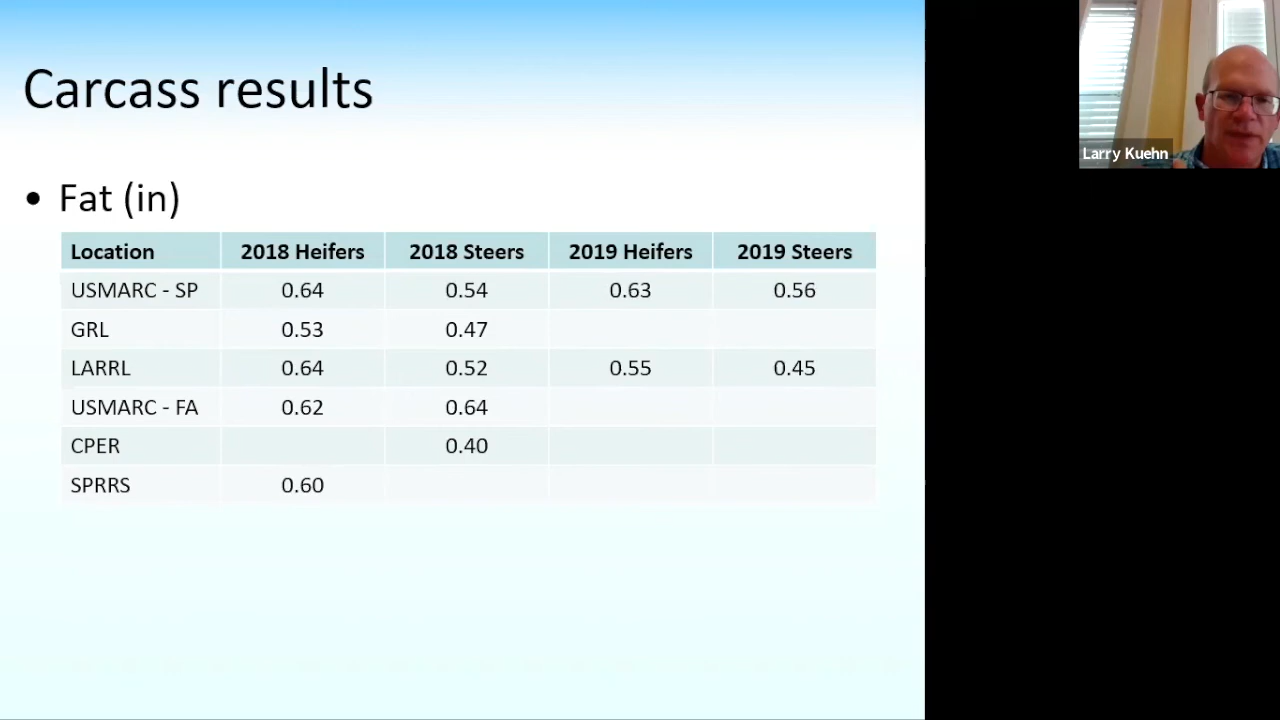 Carcass results
• Fat (in)
Location 2018 Heifers 2018 Steers 2019 Heifers 2019 Steers
USMARC - SP 0.64 0.54 0.63 0.56
GRL 0.53 0.47
LARRL 0.64 0.52 0.55 0.45
USMARC - FA 0.62 0.64
CPER 0.40
SPRRS 0.60
Larry Kuehn